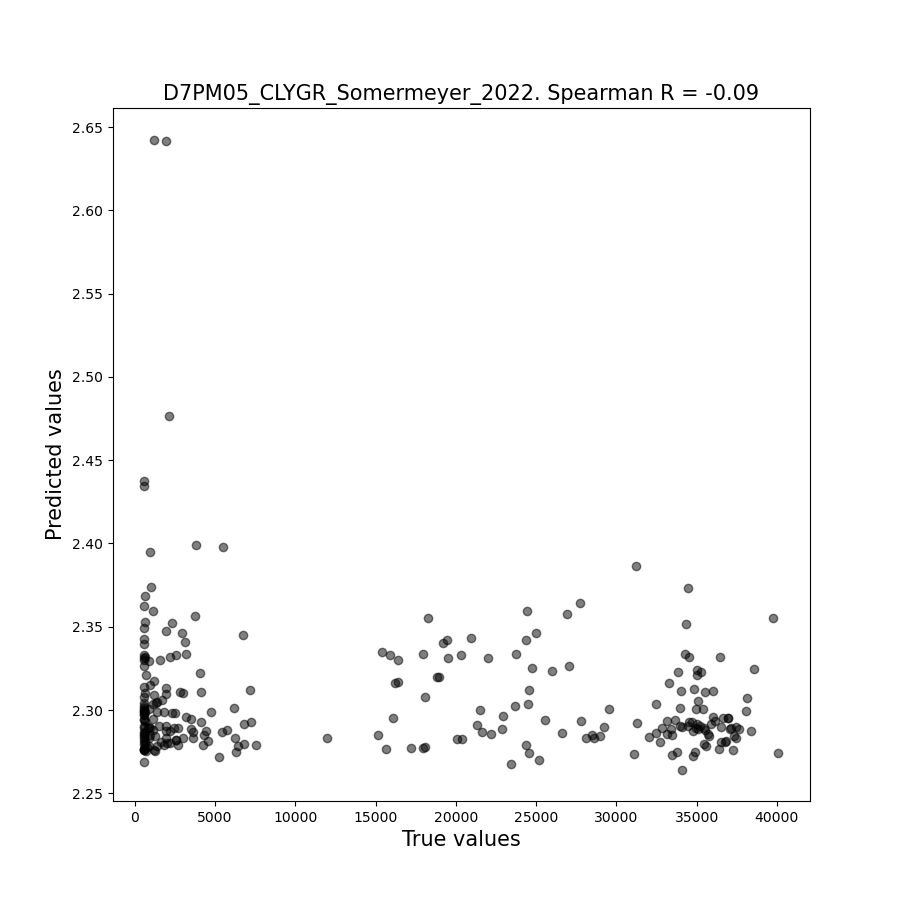 D7PM05_CLYGR_Somermeyer_2022. Spearman R = -0.09
2.65
2.60
2.55
2.50
2.45
2.40
2.35
2.30
2.25
Predicted values
0 5000 10000 15000 20000 25000 30000 35000 40000
True values